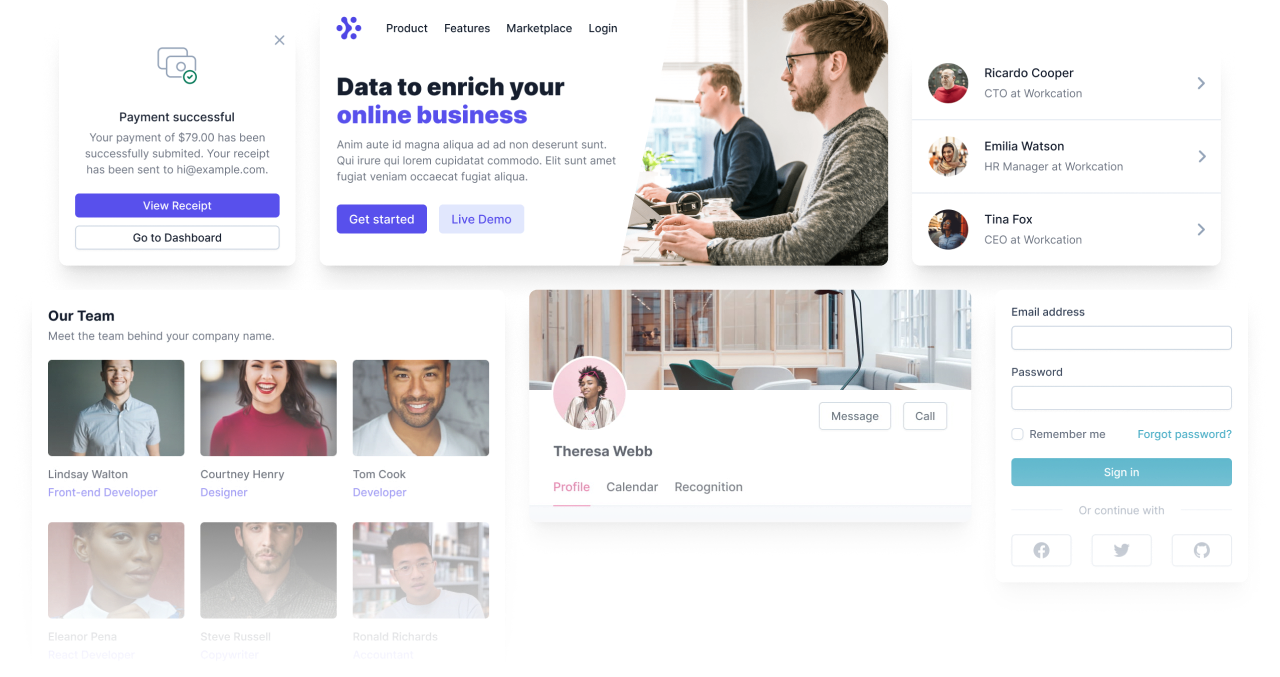 Payment successful
Your payment of $79.00 has been
successfully submited. Your receipt
has been sent to hi@example.com.
View Receipt
Go to Dashboard
Product Features Marketplace Login
Data to enrich your
online business
Anim aute id magna aliqua ad ad non deserunt sunt.
Qui irure qui lorem cupidatat commodo. Elit sunt amet
fugiat veniam occaecat fugiat aliqua.
Get started Live Demo
Ricardo Cooper
CTO at Workcation
Emilia Watson
HR Manager at Workcation
Tina Fox
CEO at Workcation
Our Team
Meet the team behind your company name.
Lindsay Walton
Front-end Developer
Courtney Henry
Designer
Tom Cook
Developer
Eleanor Pena
React Developer
Steve Russell
Copywriter
Ronald Richards
Accountant
Message Call
Theresa Webb
Profile Calendar Recognition
Email address
Password
Remember me Forgot password?
Sign in
Or continue with